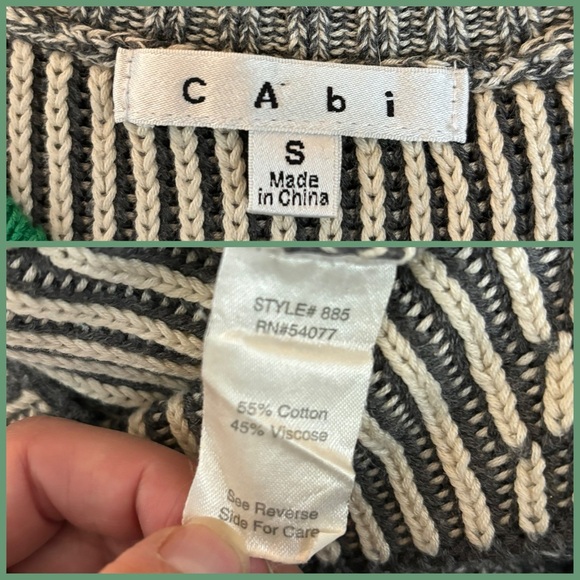 CAbi
S
Made
in China
STYLE# 885
RN#54077
55% Cotton
45% Viscose
See Reverse
Side For Care